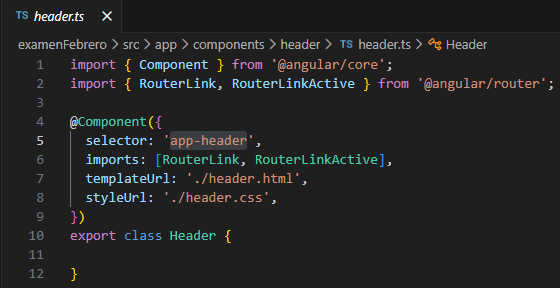 TS header.ts ×
examenFebrero > src > app > components > header > TS header.ts > Header
1 import { Component } from '@angular/core';
2 import { RouterLink, RouterLinkActive } from '@angular/router';
3
4 @Component({
5   selector: 'app-header',
6   imports: [RouterLink, RouterLinkActive],
7   templateUrl: './header.html',
8   styleUrl: './header.css',
9 })
10 export class Header {
11
12 }